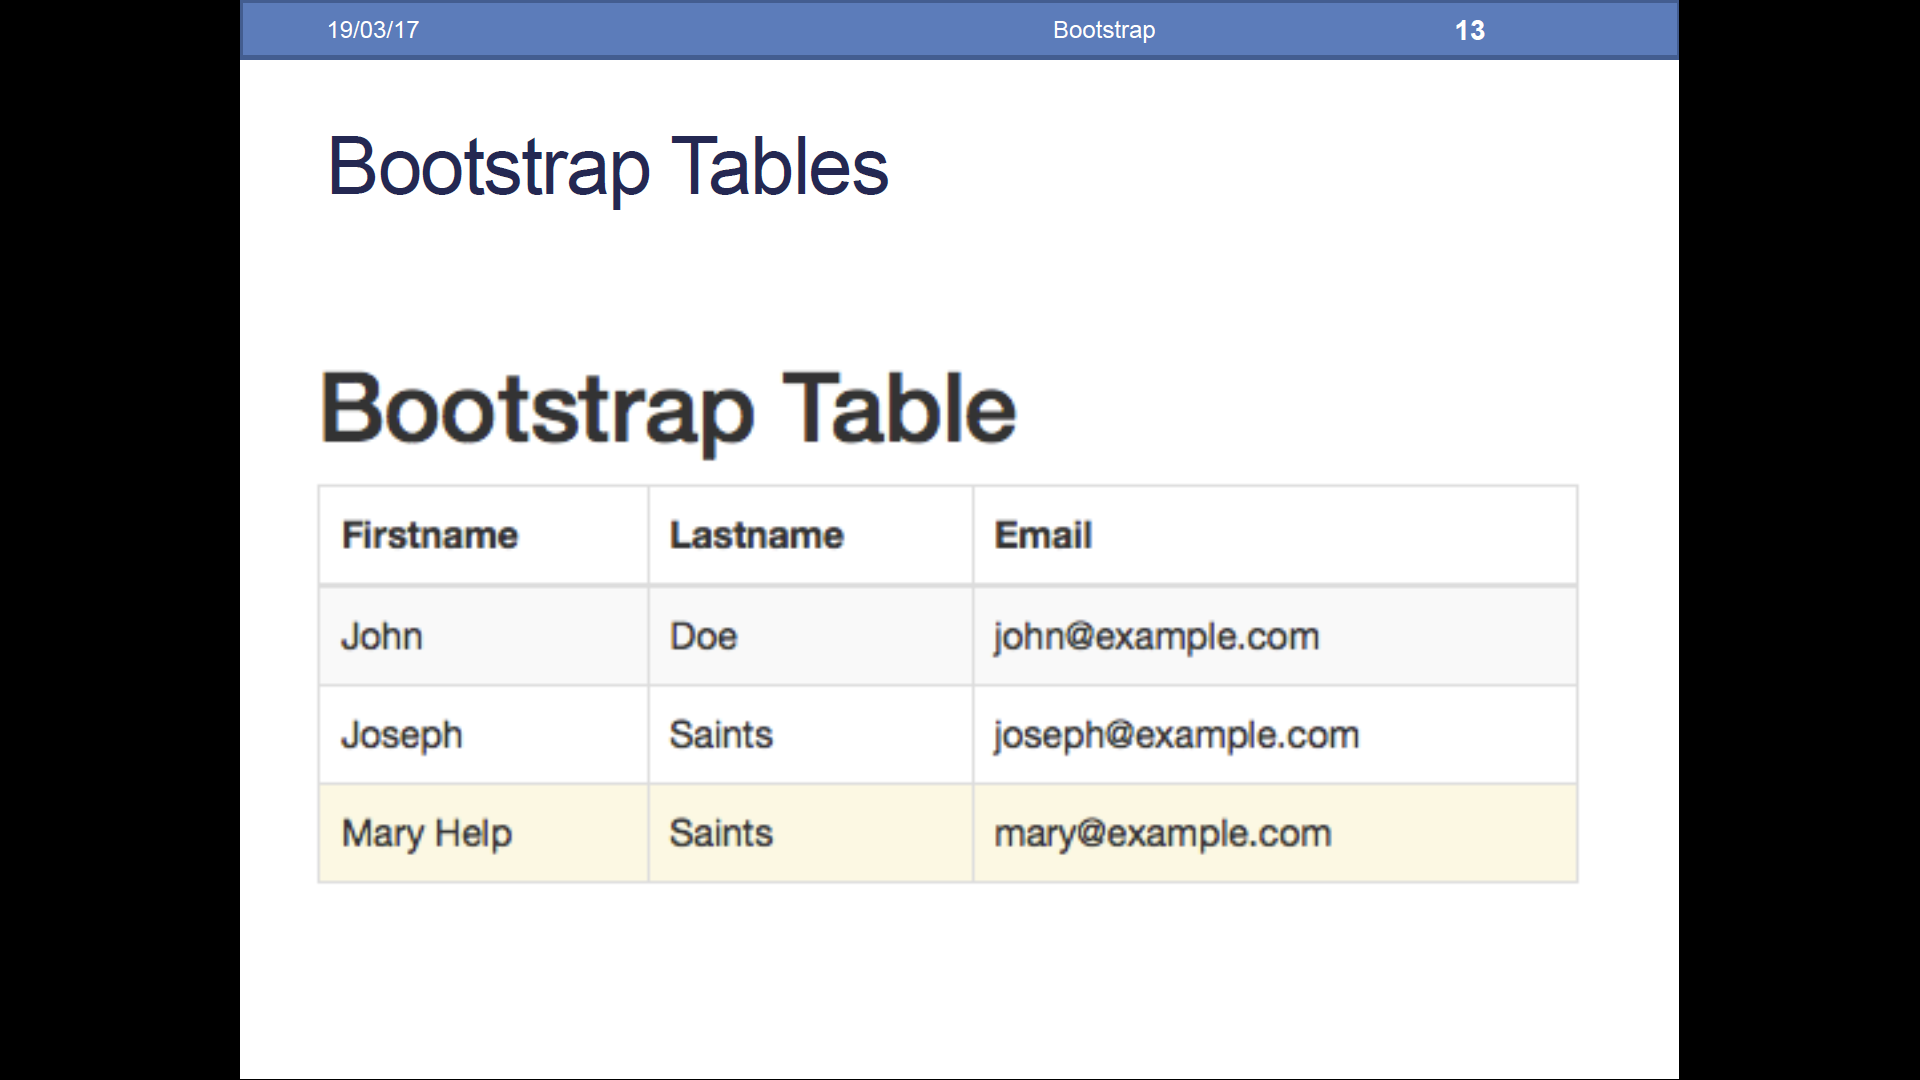 19/03/17 Bootstrap 13
Bootstrap Tables
Bootstrap Table
Firstname Lastname Email
John Doe john@example.com
Joseph Saints joseph@example.com
Mary Help Saints mary@example.com